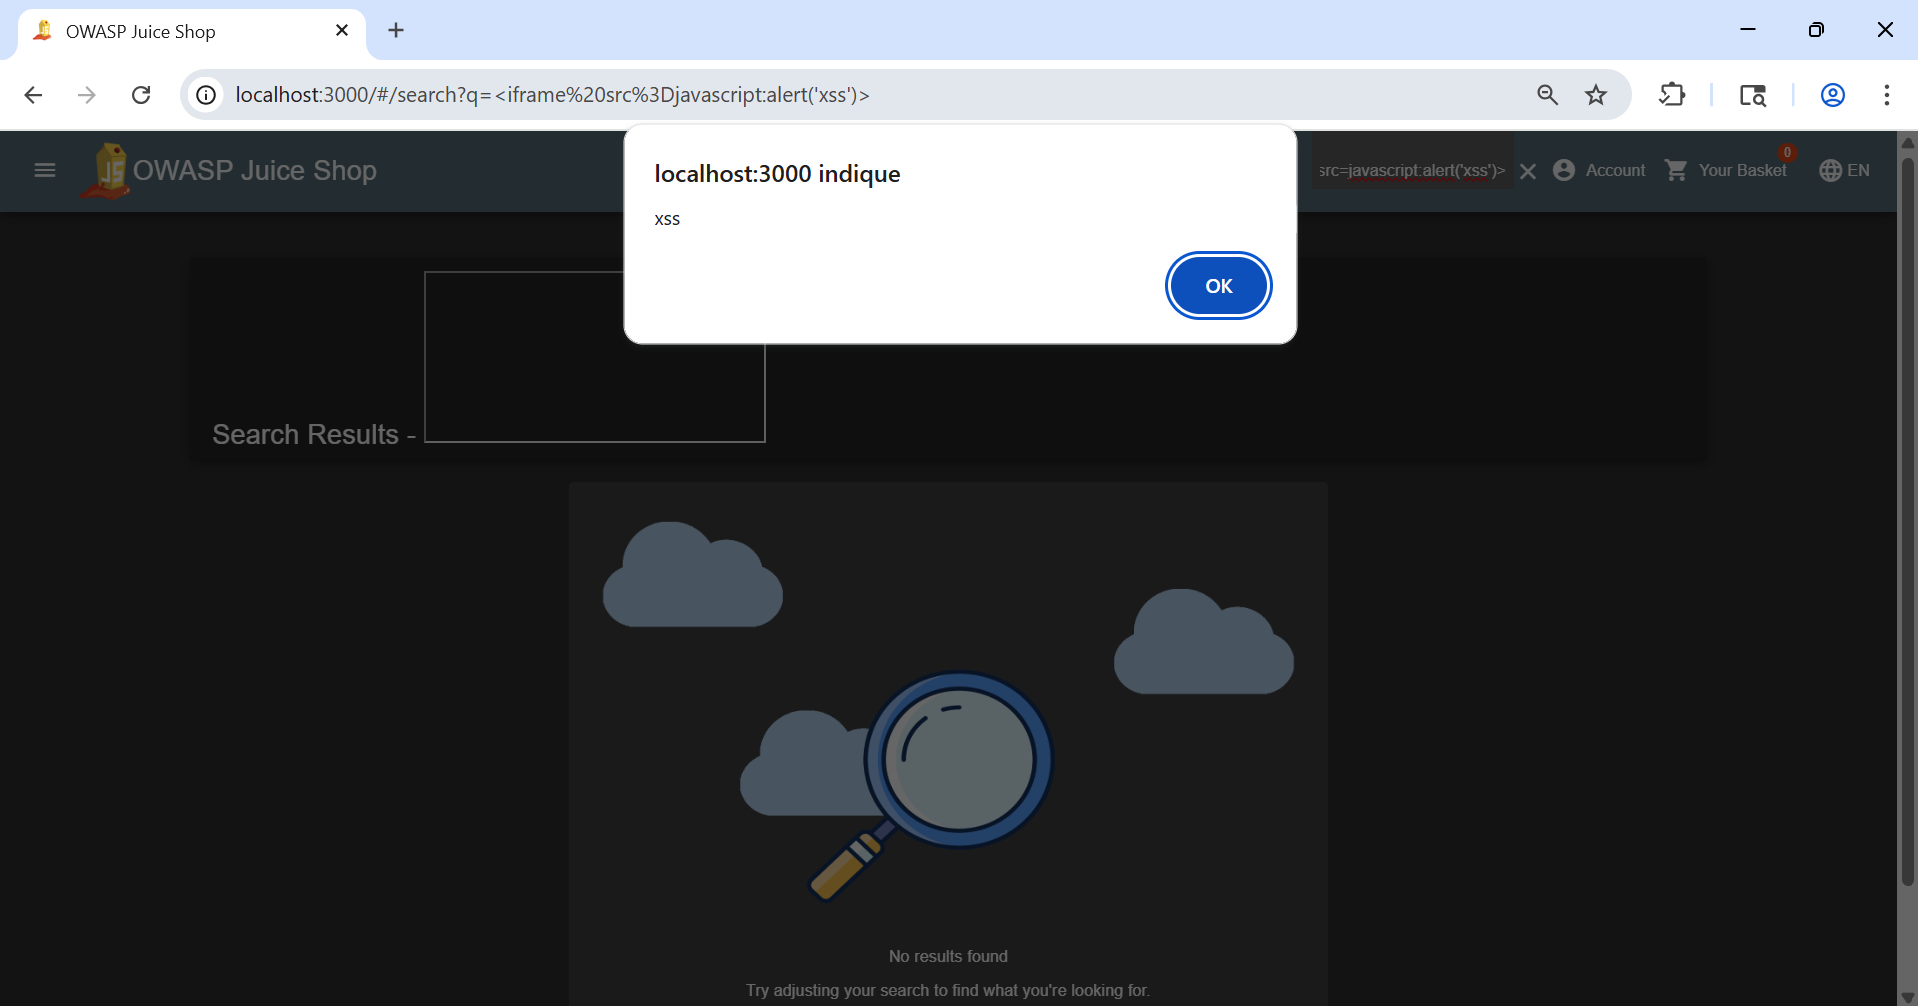 OWASP Juice Shop
localhost:3000/#/search?q=<iframe%20src%3Djavascript:alert('xss')>
localhost:3000 indique
xss
OK
JS
OWASP Juice Shop
src=javascript:alert('xss')>
Account
0
Your Basket
EN
Search Results -
No results found
Try adjusting your search to find what you're looking for.